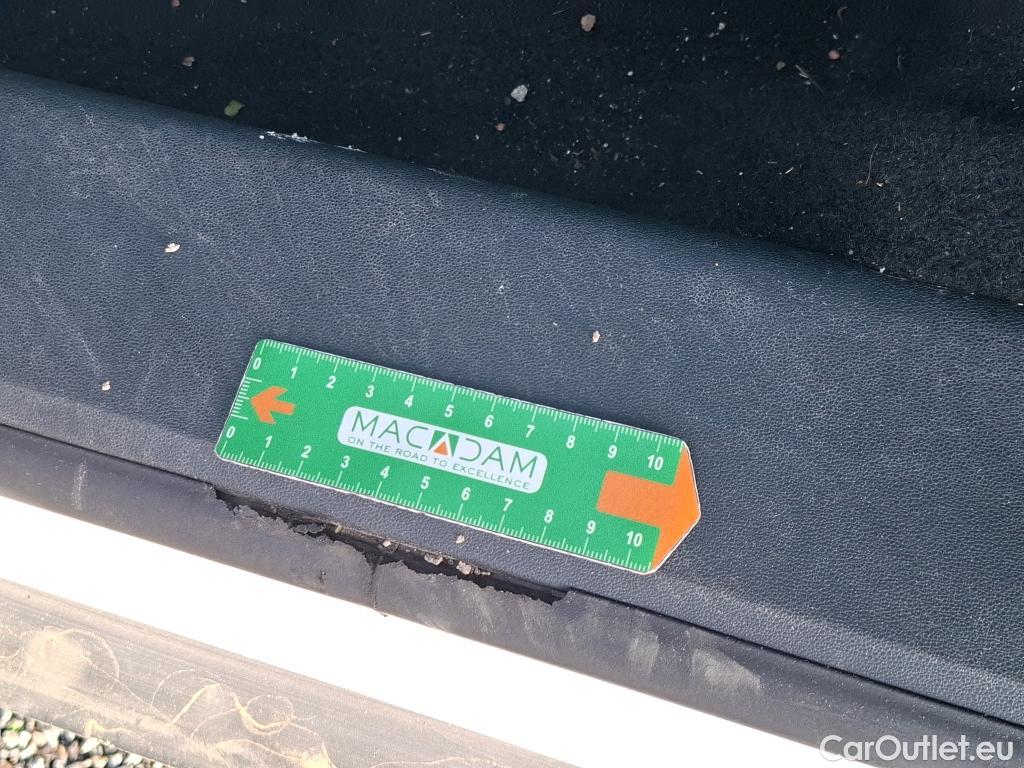 0 1 2 3 4 5 6 7 8 9 10
MACADAM
ON THE ROAD TO EXCELLENCE
0 1 2 3 4 5 6 7 8 9 10
CarOutlet.eu